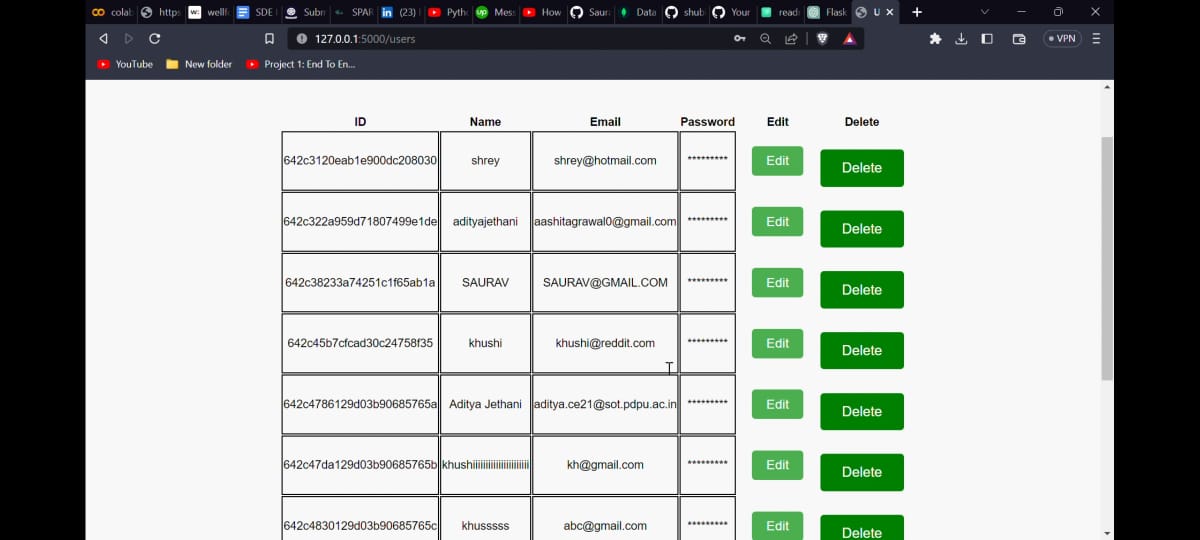 colab https wellfo SDE Subm SPAR (23) Pyth Mess How Saura Data shub Your read Flask U
127.0.0.1:5000/users VPN
YouTube New folder Project 1: End To En...
ID Name Email Password Edit Delete
642c3120eab1e900dc208030 shrey shrey@hotmail.com ********* Edit Delete
642c322a959d71807499e1de adityajethani aashitagrawal0@gmail.com ********* Edit Delete
642c38233a74251c1f65ab1a SAURAV SAURAV@GMAIL.COM ********* Edit Delete
642c45b7cfcad30c24758f35 khushi khushi@reddit.com ********* Edit Delete
642c4786129d03b90685765a Aditya Jethani aditya.ce21@sot.pdpu.ac.in ********* Edit Delete
642c47da129d03b90685765b khushiiiiiiiiiiiiiiiiiiiiii kh@gmail.com ********* Edit Delete
642c4830129d03b90685765c khusssss abc@gmail.com ********* Edit Delete